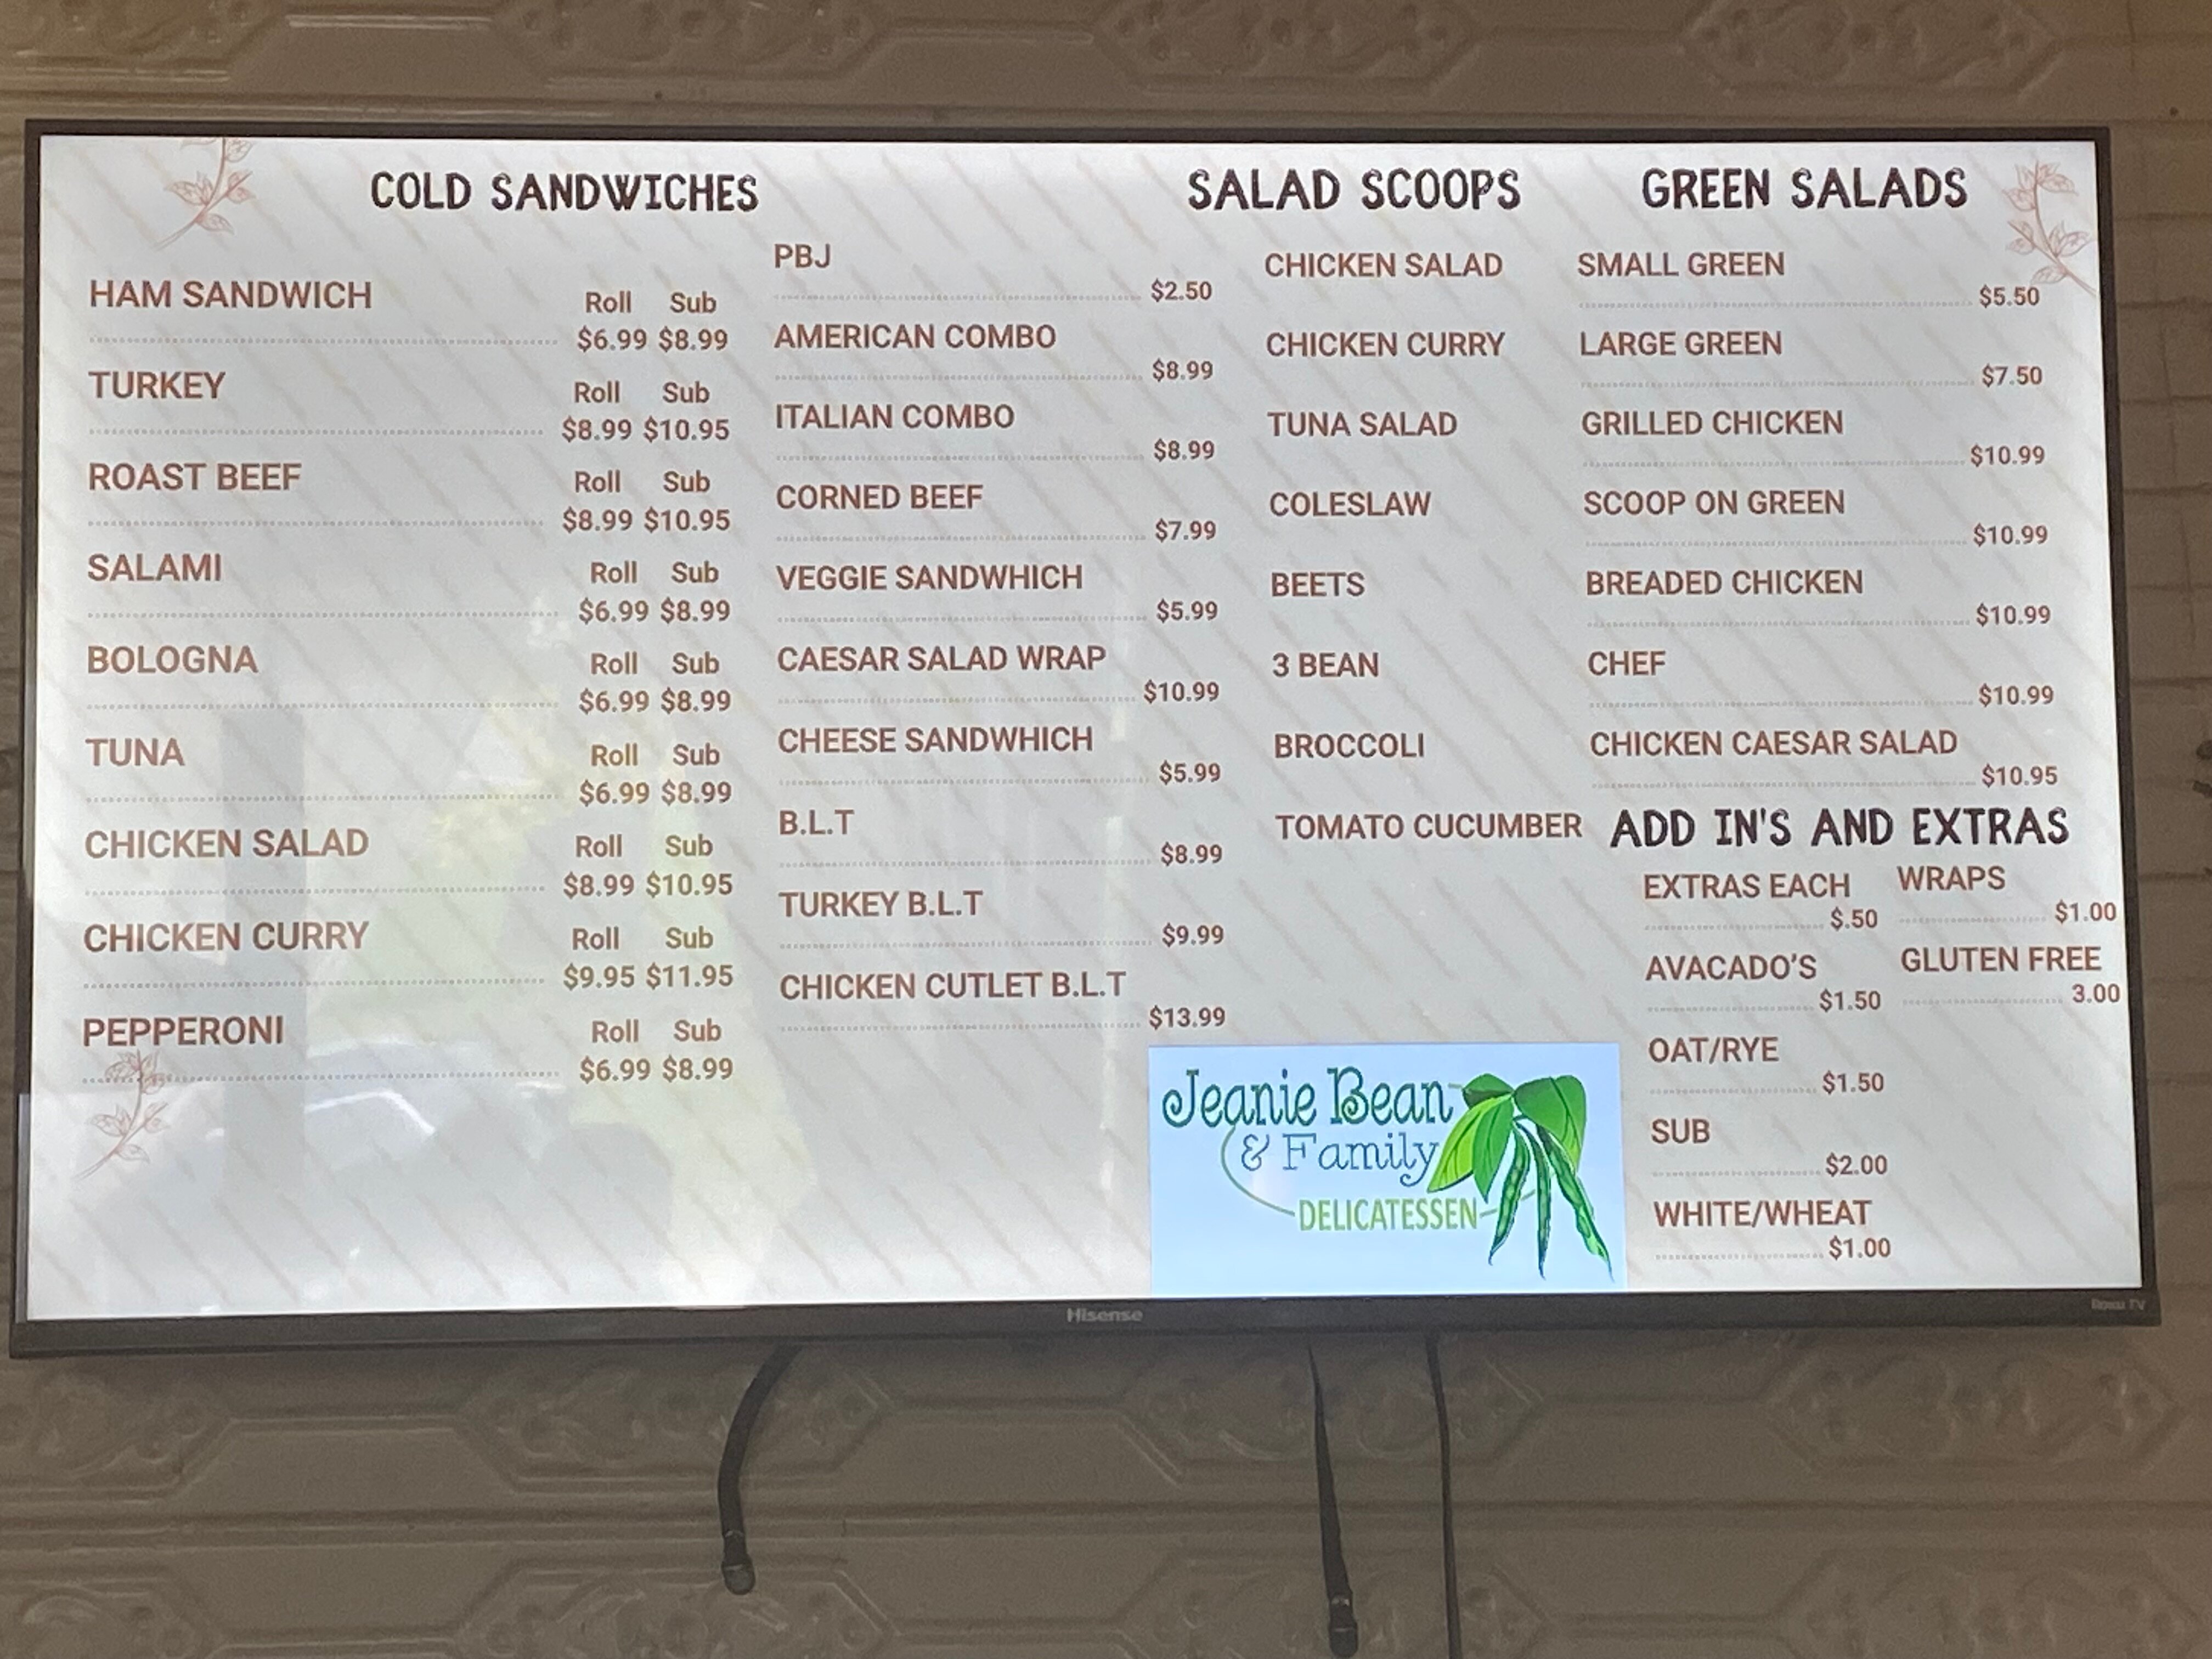 COLD SANDWICHES
HAM SANDWICH
Roll Sub
$6.99 $8.99
TURKEY
Roll Sub
$8.99 $10.95
ROAST BEEF
Roll Sub
$8.99 $10.95
SALAMI
Roll Sub
$6.99 $8.99
BOLOGNA
Roll Sub
$6.99 $8.99
TUNA
Roll Sub
$6.99 $8.99
CHICKEN SALAD
Roll Sub
$8.99 $10.95
CHICKEN CURRY
Roll Sub
$9.95 $11.95
PEPPERONI
Roll Sub
$6.99 $8.99
PBJ
$2.50
AMERICAN COMBO
$8.99
ITALIAN COMBO
$8.99
CORNED BEEF
$7.99
VEGGIE SANDWHICH
$5.99
CAESAR SALAD WRAP
$10.99
CHEESE SANDWHICH
$5.99
B.L.T
$8.99
TURKEY B.L.T
$9.99
CHICKEN CUTLET B.L.T
$13.99
SALAD SCOOPS
CHICKEN SALAD
CHICKEN CURRY
TUNA SALAD
COLESLAW
BEETS
3 BEAN
BROCCOLI
TOMATO CUCUMBER
GREEN SALADS
SMALL GREEN
$5.50
LARGE GREEN
$7.50
GRILLED CHICKEN
$10.99
SCOOP ON GREEN
$10.99
BREADED CHICKEN
$10.99
CHEF
$10.99
CHICKEN CAESAR SALAD
$10.95
ADD IN'S AND EXTRAS
EXTRAS EACH
$.50
AVACADO'S
$1.50
OAT/RYE
$1.50
SUB
$2.00
WHITE/WHEAT
$1.00
WRAPS
$1.00
GLUTEN FREE
3.00
Jeanie Bean
& Family
DELICATESSEN
Hisense
Roku TV